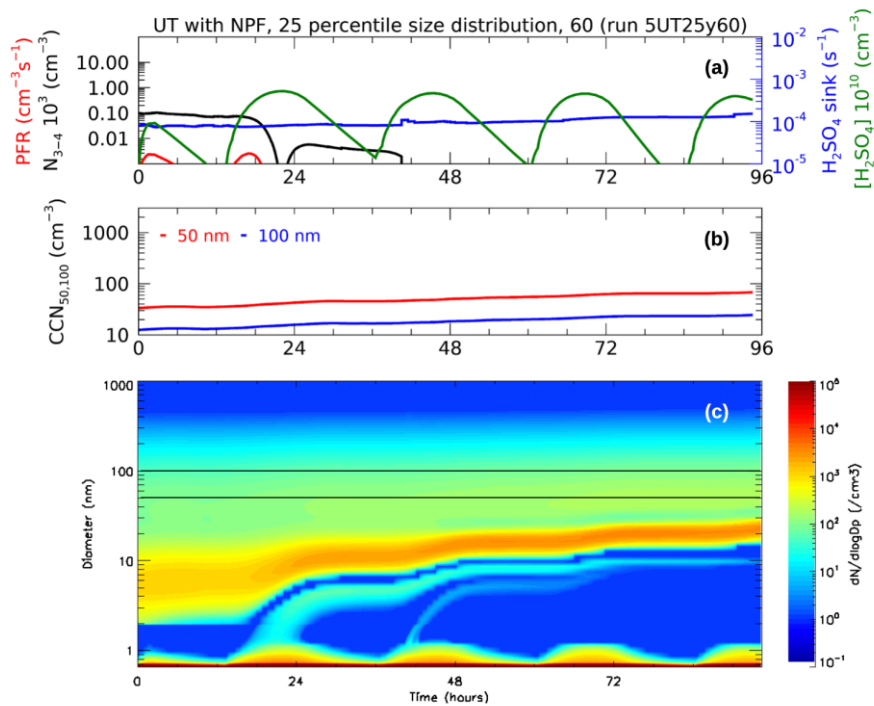 UT with NPF, 25 percentile size distribution, 60 (run 5UT25y60)
PFR (cm⁻³s⁻¹)
N₃₋₄ 10³ (cm⁻³)
10.00
1.00
0.10
0.01
(a)
10⁻²
10⁻³
10⁻⁴
10⁻⁵
H₂SO₄ sink (s⁻¹)
[H₂SO₄] 10¹⁰ (cm⁻³)
0 24 48 72 96
CCN₅₀,₁₀₀ (cm⁻³)
1000
100
10
50 nm 100 nm
(b)
0 24 48 72 96
Diameter (nm)
1000
100
10
1
(c)
0 24 48 72
Time (hours)
10⁵
10⁴
10³
10²
10¹
10⁰
10⁻¹
dN/dlogDp (/cm3)